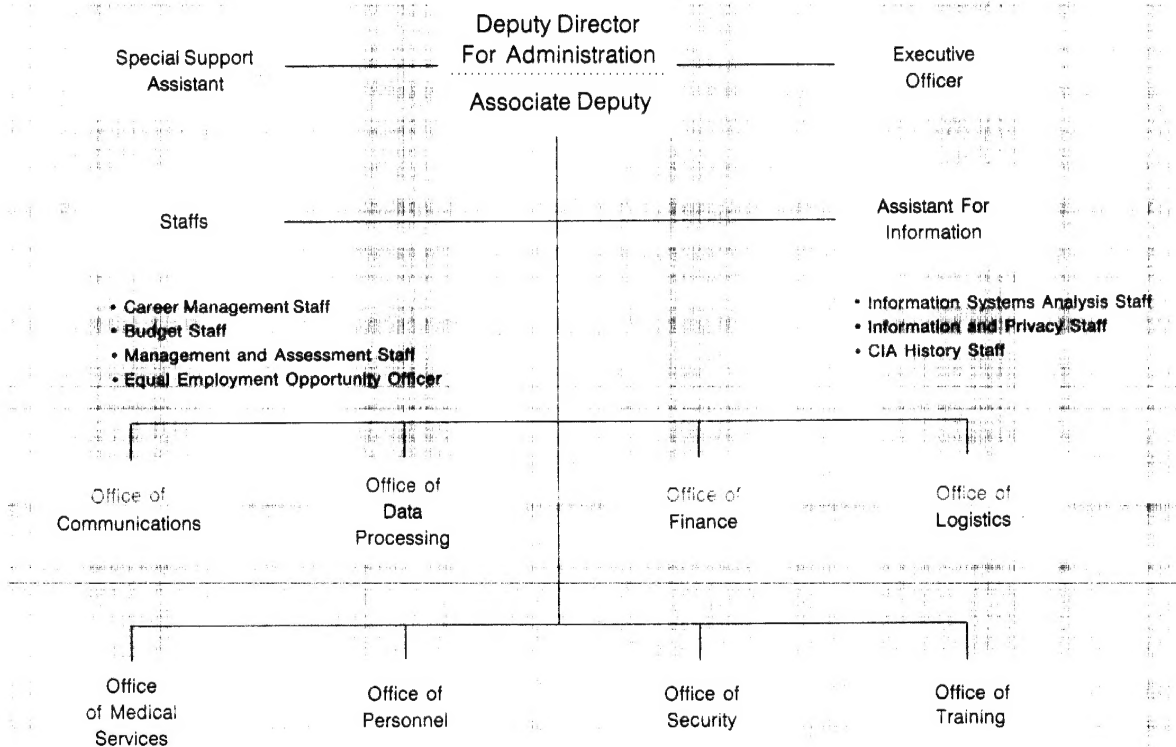 Deputy Director
For Administration
Associate Deputy
Special Support
Assistant
Executive
Officer
Staffs
Assistant For
Information
• Career Management Staff
• Budget Staff
• Management and Assessment Staff
• Equal Employment Opportunity Officer
• Information Systems Analysis Staff
• Information and Privacy Staff
• CIA History Staff
Office of
Communications
Office of
Data
Processing
Office of
Finance
Office of
Logistics
Office
of Medical
Services
Office of
Personnel
Office of
Security
Office of
Training